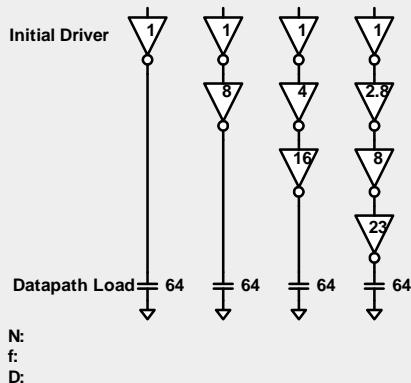 Initial Driver 1 1 1 1
8 4 2.8
16 8
23
Datapath Load 64 64 64 64
N:
f:
D: